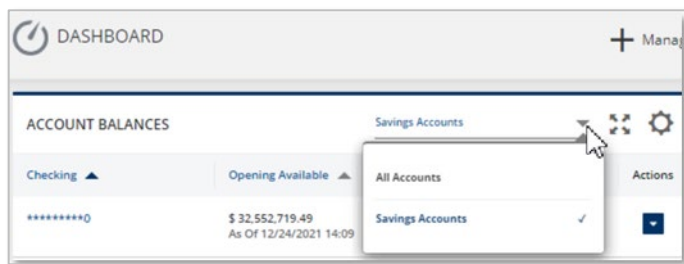 DASHBOARD
Manag
ACCOUNT BALANCES
Savings Accounts
Checking
Opening Available
All Accounts
Actions
*********0
$ 32,552,719.49
Savings Accounts
As Of 12/24/2021 14:09